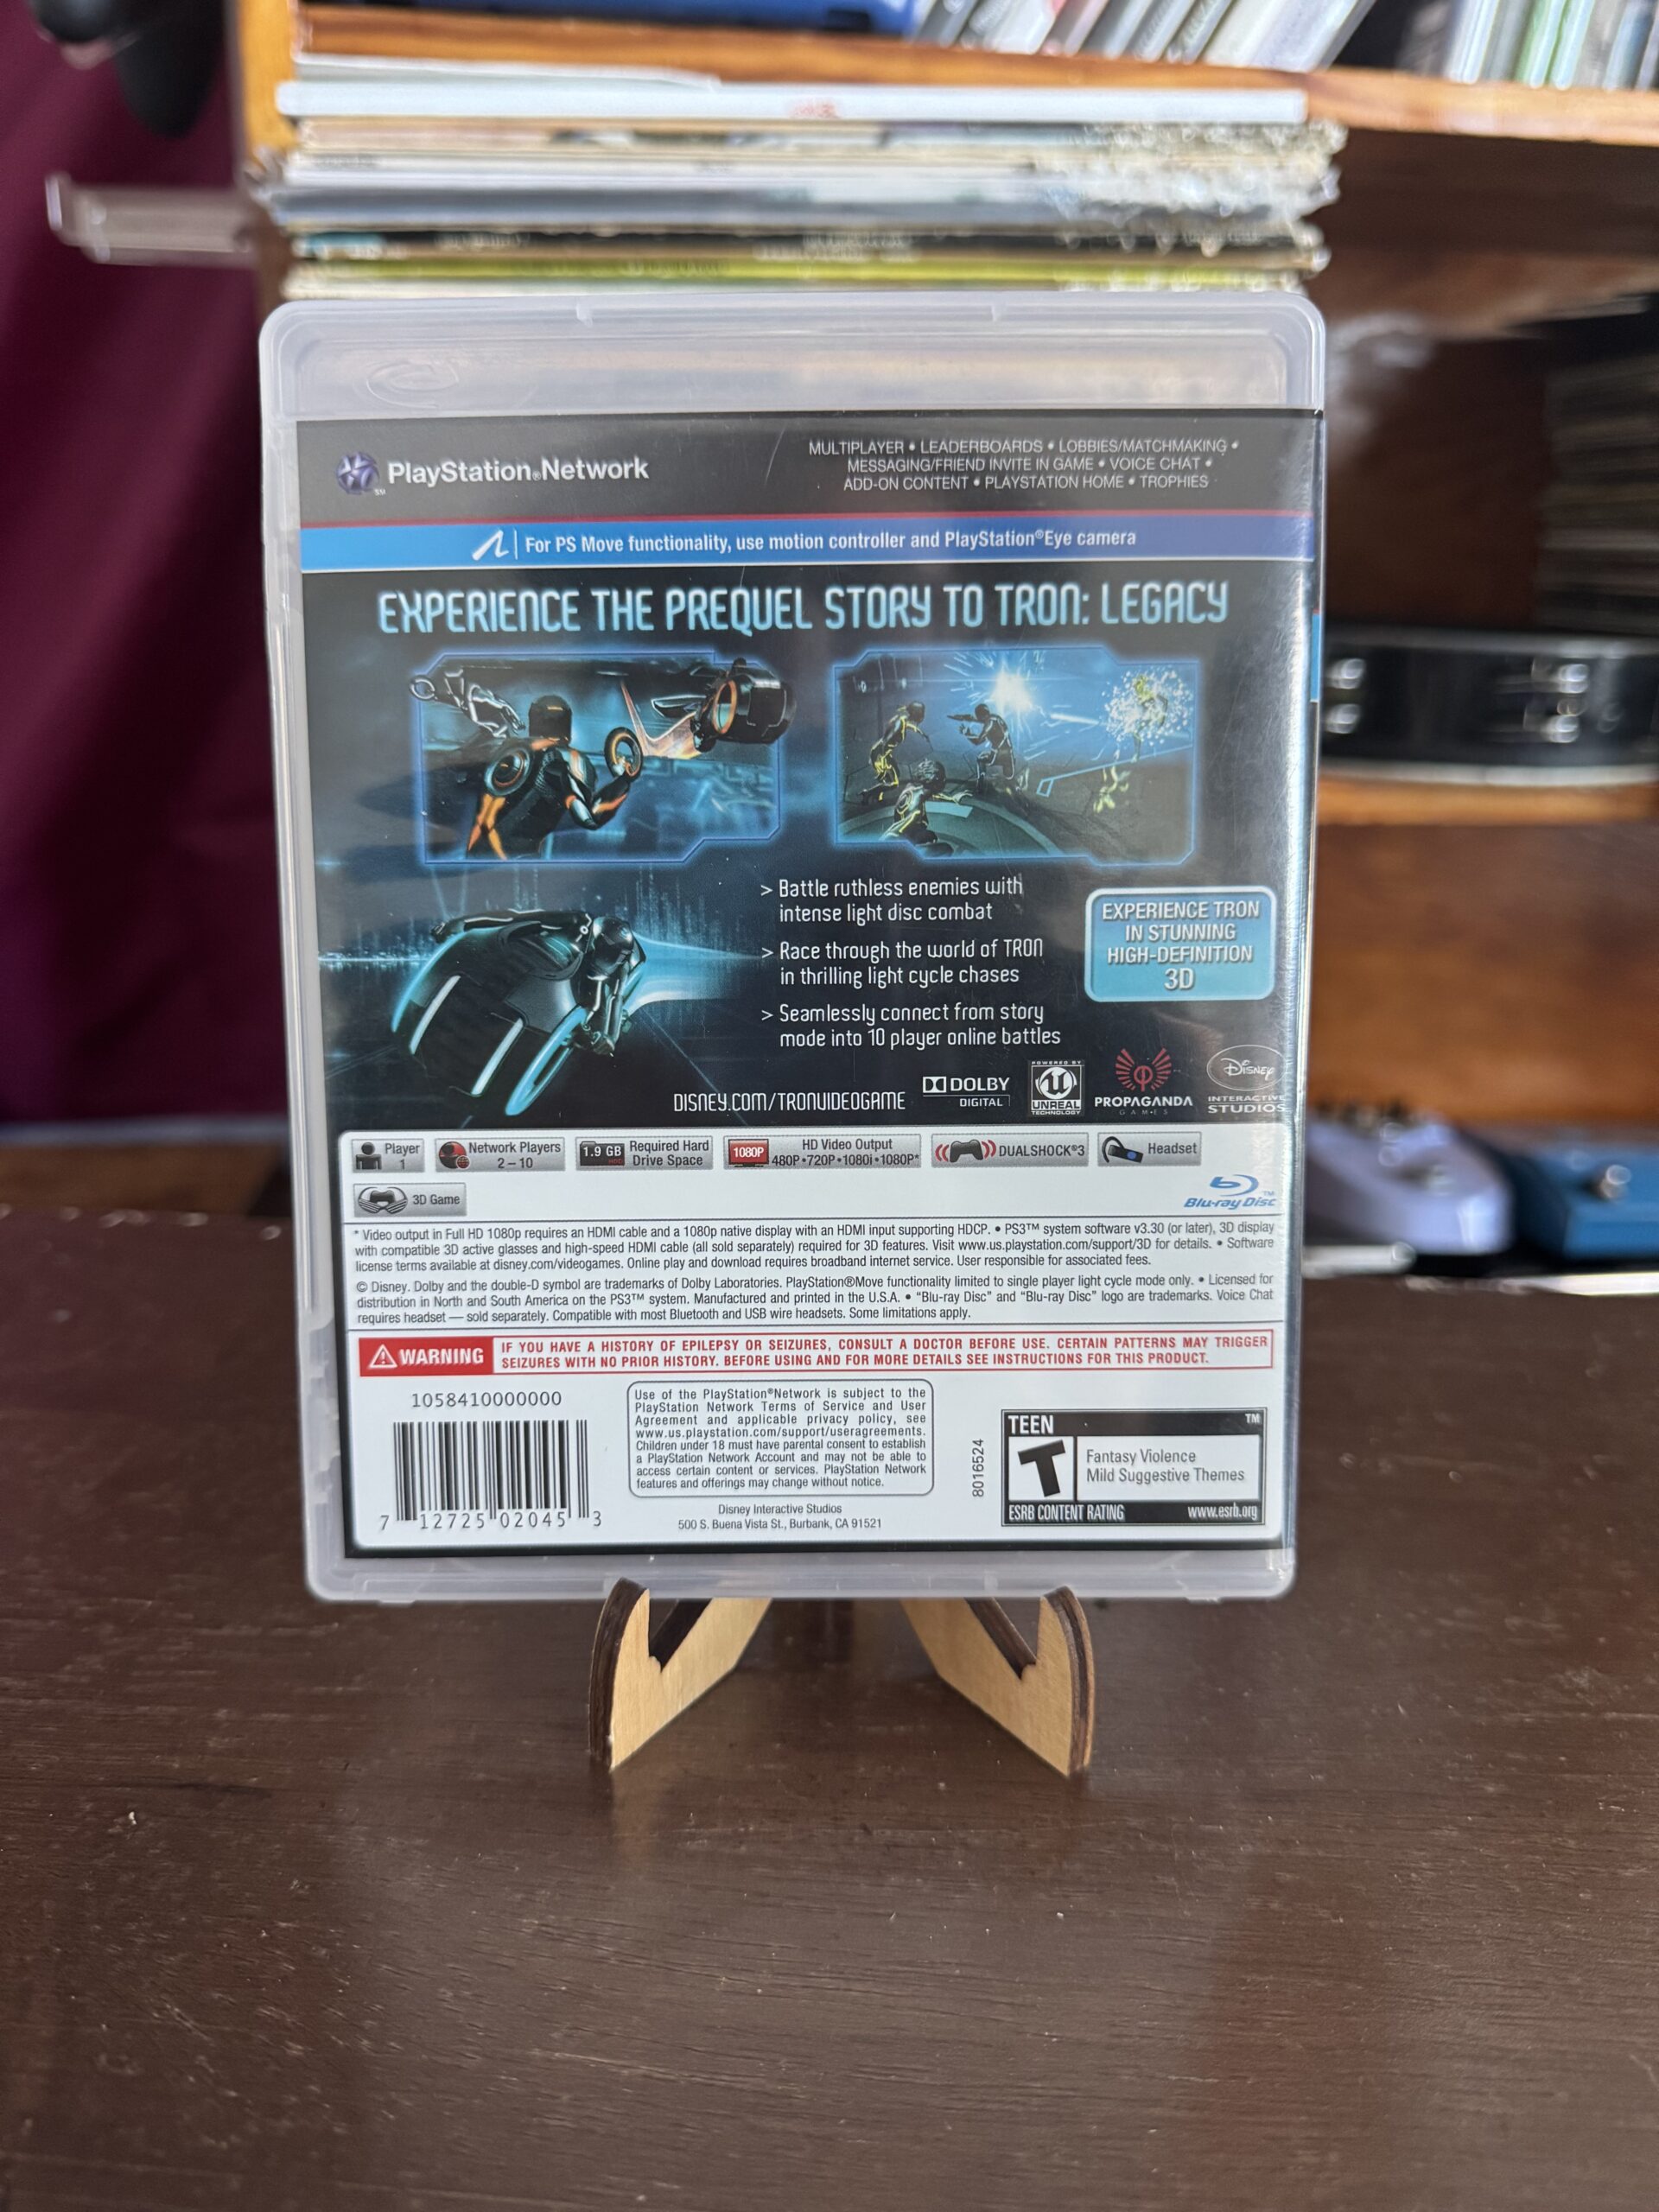 PlayStation®Network
SM
MULTIPLAYER • LEADERBOARDS • LOBBIES/MATCHMAKING •
MESSAGING/FRIEND INVITE IN GAME • VOICE CHAT •
ADD-ON CONTENT • PLAYSTATION HOME • TROPHIES
For PS Move functionality, use motion controller and PlayStation®Eye camera
EXPERIENCE THE PREQUEL STORY TO TRON: LEGACY
> Battle ruthless enemies with
intense light disc combat
> Race through the world of TRON
in thrilling light cycle chases
> Seamlessly connect from story
mode into 10 player online battles
EXPERIENCE TRON
IN STUNNING
HIGH-DEFINITION
3D
DISNEY.COM/TRONVIDEOGAME
DOLBY
DIGITAL
POWERED BY
UNREAL
TECHNOLOGY
PROPAGANDA
GAMES
Disney
INTERACTIVE
STUDIOS
Player
1
Network Players
2 – 10
1.9 GB
Required Hard
Drive Space
1080P
HD Video Output
480P•720P•1080i•1080P*
DUALSHOCK®3
Headset
3D Game
Blu-ray Disc™
* Video output in Full HD 1080p requires an HDMI cable and a 1080p native display with an HDMI input supporting HDCP. • PS3™ system software v3.30 (or later), 3D display
with compatible 3D active glasses and high-speed HDMI cable (all sold separately) required for 3D features. Visit www.us.playstation.com/support/3D for details. • Software
license terms available at disney.com/videogames. Online play and download requires broadband internet service. User responsible for associated fees.
© Disney. Dolby and the double-D symbol are trademarks of Dolby Laboratories. PlayStation®Move functionality limited to single player light cycle mode only. • Licensed for
distribution in North and South America on the PS3™ system. Manufactured and printed in the U.S.A. • “Blu-ray Disc” and “Blu-ray Disc” logo are trademarks. Voice Chat
requires headset — sold separately. Compatible with most Bluetooth and USB wire headsets. Some limitations apply.
WARNING
IF YOU HAVE A HISTORY OF EPILEPSY OR SEIZURES, CONSULT A DOCTOR BEFORE USE. CERTAIN PATTERNS MAY TRIGGER
SEIZURES WITH NO PRIOR HISTORY. BEFORE USING AND FOR MORE DETAILS SEE INSTRUCTIONS FOR THIS PRODUCT.
1058410000000
7 12725 02045 3
Use of the PlayStation®Network is subject to the
PlayStation Network Terms of Service and User
Agreement and applicable privacy policy, see
www.us.playstation.com/support/useragreements.
Children under 18 must have parental consent to establish
a PlayStation Network Account and may not be able to
access certain content or services. PlayStation Network
features and offerings may change without notice.
Disney Interactive Studios
500 S. Buena Vista St., Burbank, CA 91521
8016524
TEEN
TM
T
Fantasy Violence
Mild Suggestive Themes
ESRB CONTENT RATING
www.esrb.org